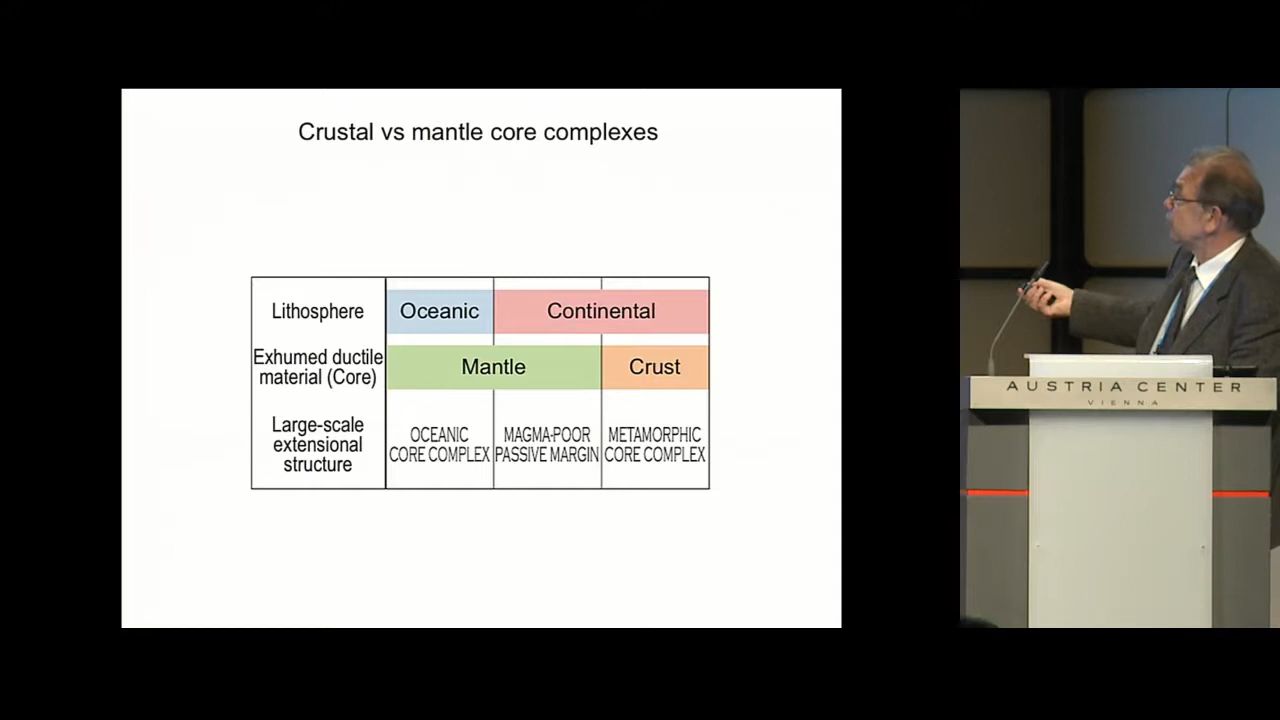 Crustal vs mantle core complexes
Lithosphere
Oceanic
Continental
Exhumed ductile
material (Core)
Mantle
Crust
Large-scale
extensional
structure
OCEANIC
CORE COMPLEX
MAGMA-POOR
PASSIVE MARGIN
METAMORPHIC
CORE COMPLEX
AUSTRIA CENTER
VIENNA